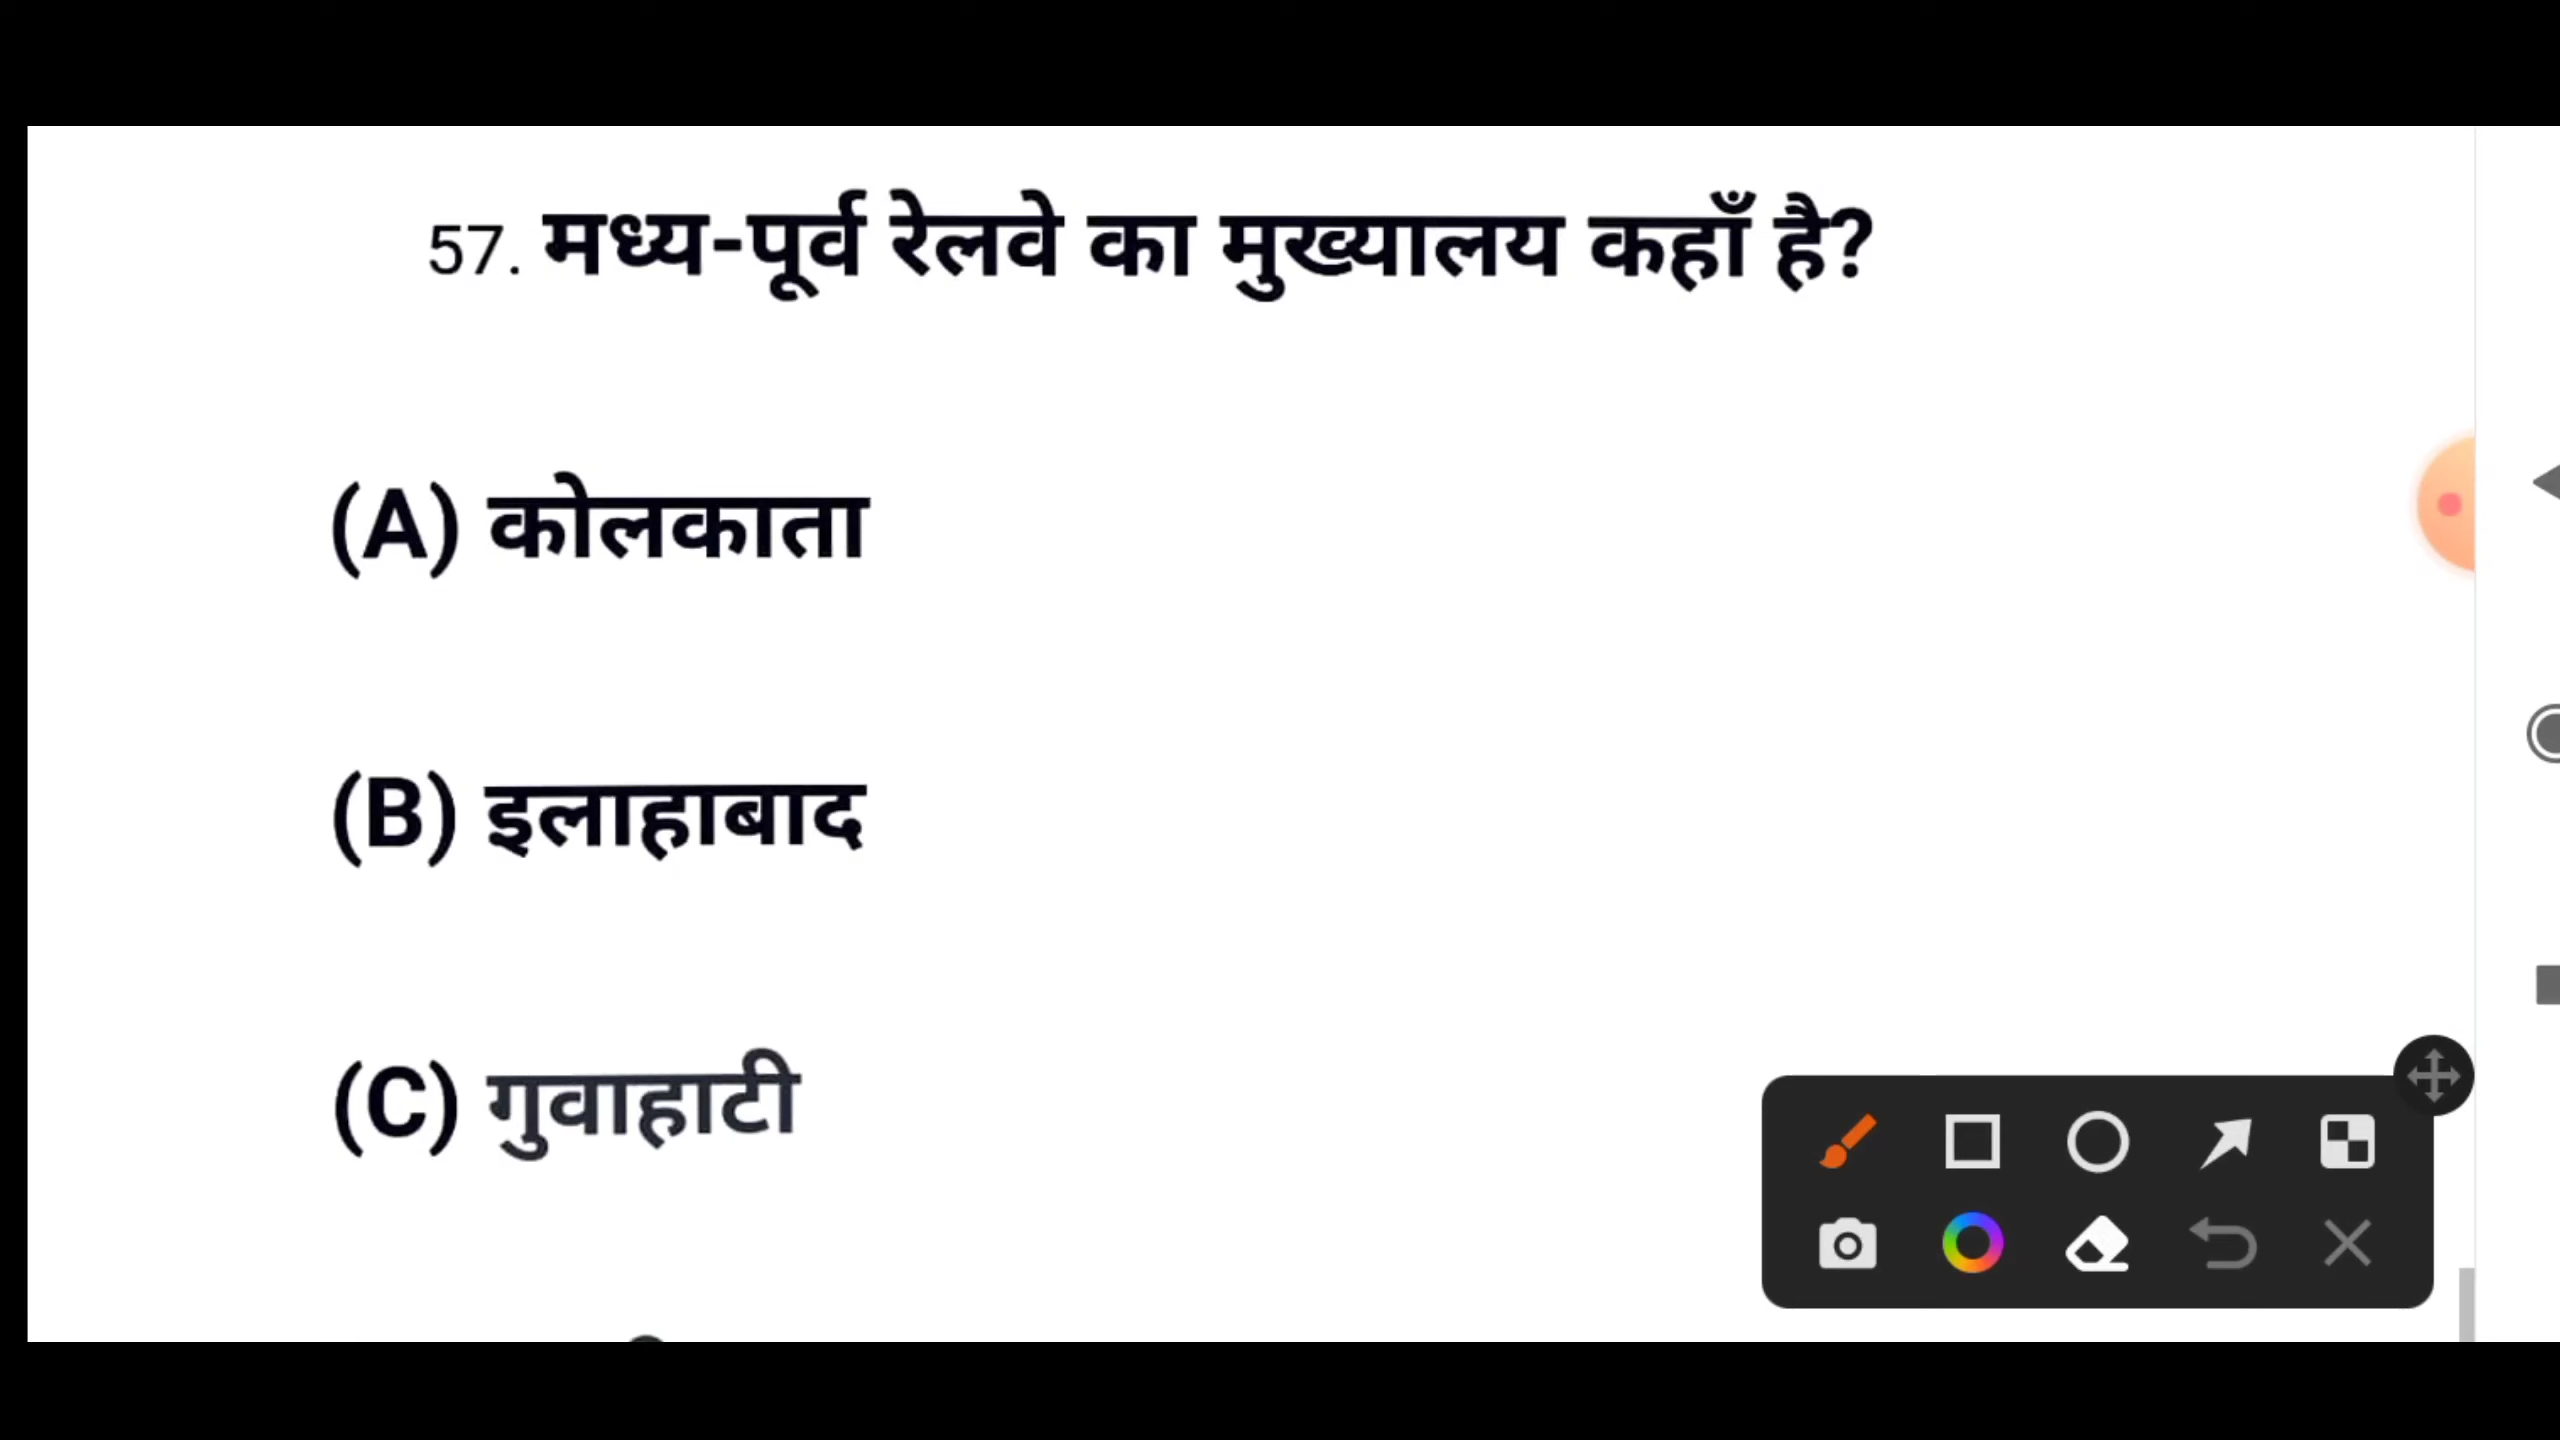 57. मध्य-पूर्व रेलवे का मुख्यालय कहाँ है?
(A) कोलकाता
(B) इलाहाबाद
(C) गुवाहाटी